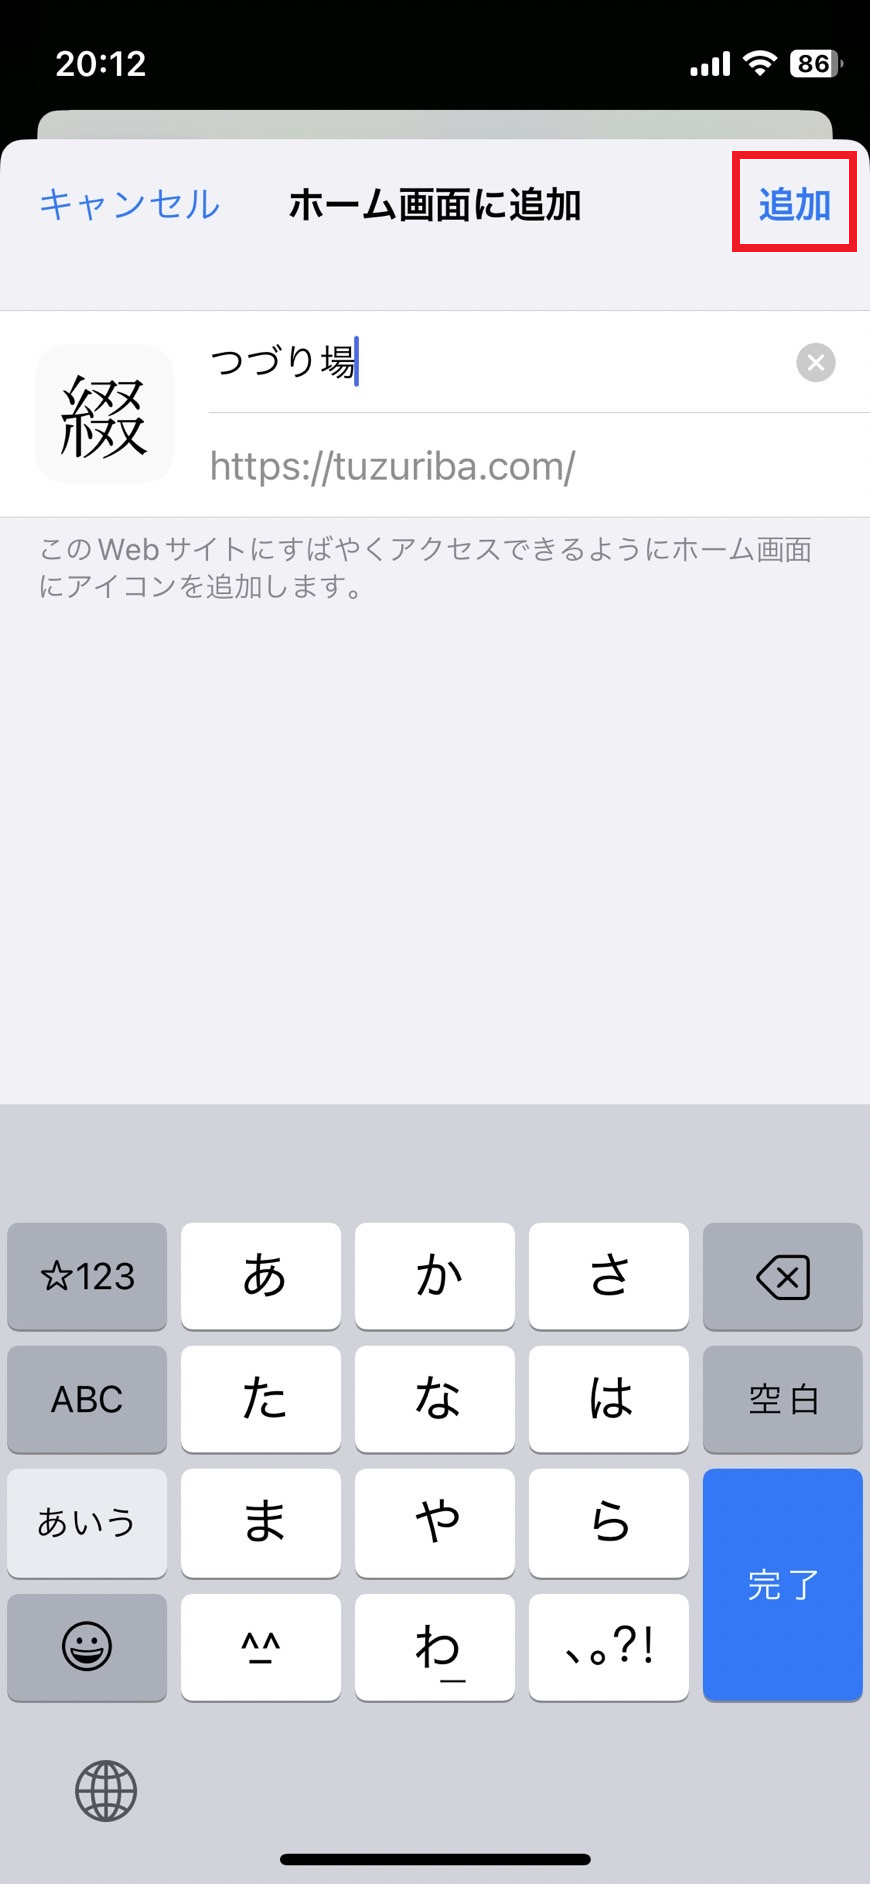 20:12
86
キャンセル
ホーム画面に追加
追加
綴
つづり場
https://tuzuriba.com/
このWebサイトにすばやくアクセスできるようにホーム画面
にアイコンを追加します。
☆123
あ
か
さ
ABC
た
な
は
空白
あいう
ま
や
ら
完了
^_^
わ_
、。?!